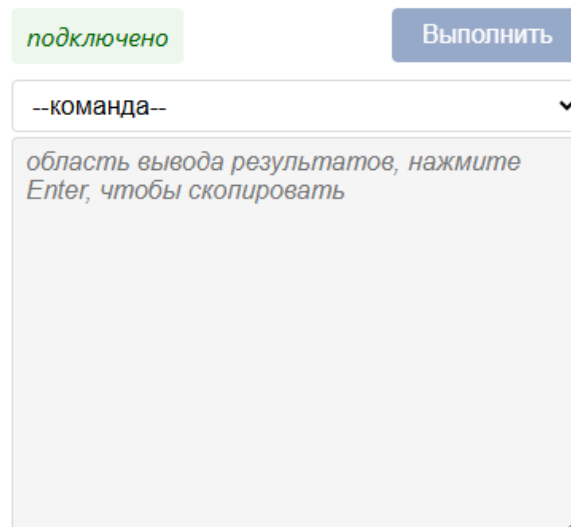 подключено
Выполнить
--команда--
область вывода результатов, нажмите
Enter, чтобы скопировать